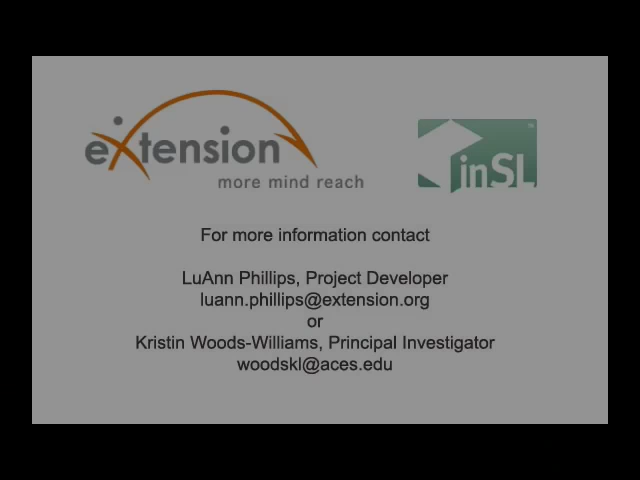 eXtension
more mind reach
inSL
TM
For more information contact
LuAnn Phillips, Project Developer
luann.phillips@extension.org
or
Kristin Woods-Williams, Principal Investigator
woodskl@aces.edu